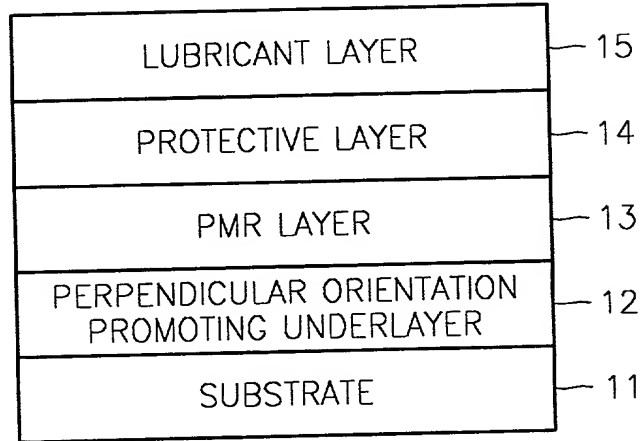 LUBRICANT LAYER 15
PROTECTIVE LAYER 14
PMR LAYER 13
PERPENDICULAR ORIENTATION
PROMOTING UNDERLAYER 12
SUBSTRATE 11